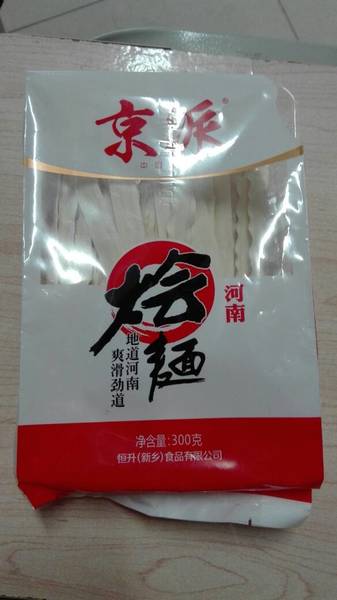 京派
河南
烩麺
地道河南
爽滑劲道
净含量:300克
恒升(新乡)食品有限公司